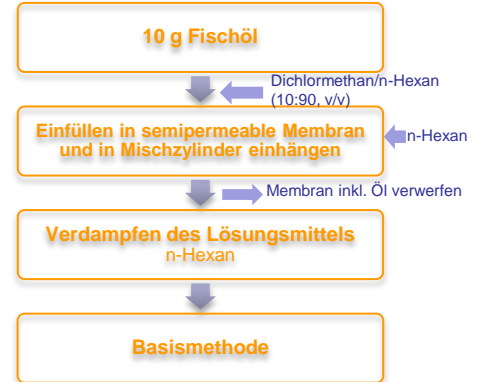 10 g Fischöl
Dichlormethan/n-Hexan
(10:90, v/v)
Einfüllen in semipermeable Membran
und in Mischzylinder einhängen
n-Hexan
Membran inkl. Öl verwerfen
Verdampfen des Lösungsmittels
n-Hexan
Basismethode